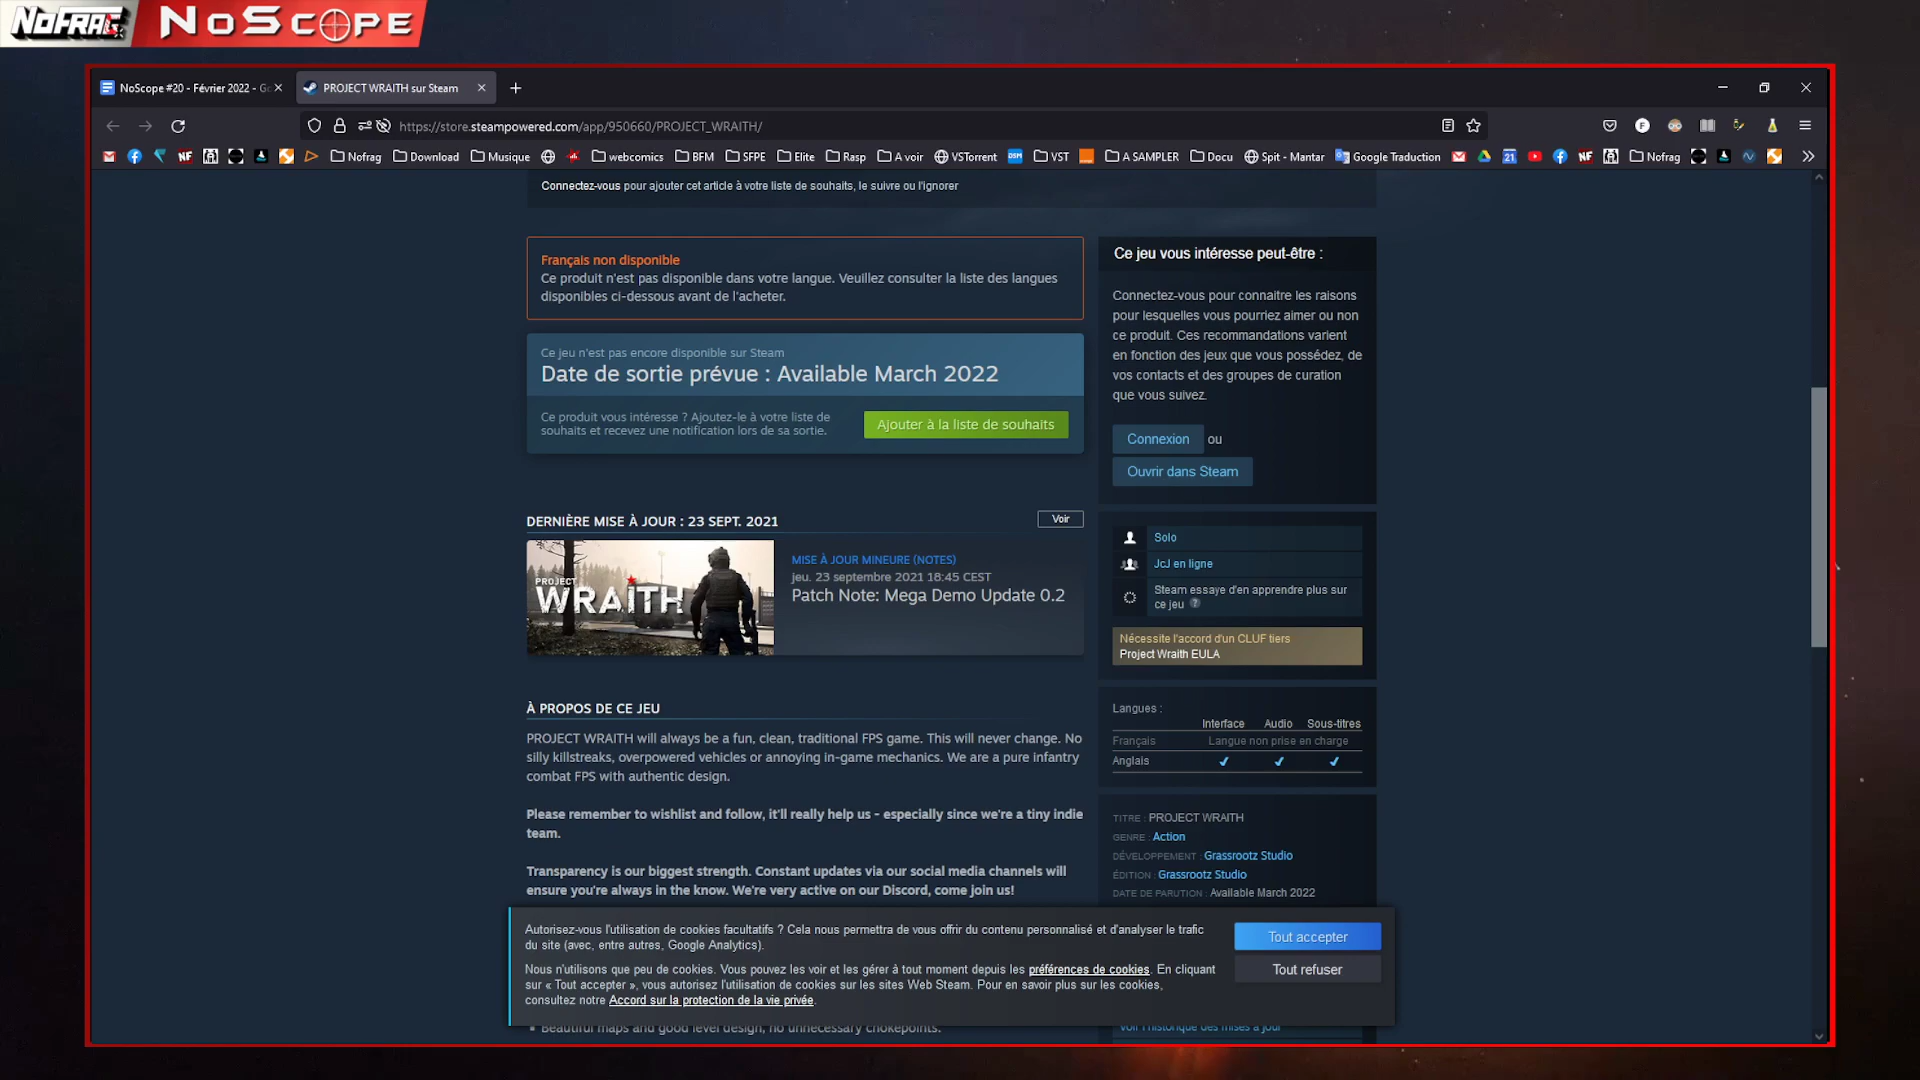 NOFRAG NOSCOPE
NoScope #20 - Février 2022 - Go
PROJECT WRAITH sur Steam
https://store.steampowered.com/app/950660/PROJECT_WRAITH/
Nofrag Download Musique webcomics BFM SFPE Elite Rasp A voir VSTorrent VST A SAMPLER Docu Spit - Mantar Google Traduction Nofrag
Connectez-vous pour ajouter cet article à votre liste de souhaits, le suivre ou l'ignorer
Français non disponible
Ce produit n'est pas disponible dans votre langue. Veuillez consulter la liste des langues
disponibles ci-dessous avant de l'acheter.
Ce jeu n'est pas encore disponible sur Steam
Date de sortie prévue : Available March 2022
Ce produit vous intéresse ? Ajoutez-le à votre liste de
souhaits et recevez une notification lors de sa sortie.
Ajouter à la liste de souhaits
DERNIÈRE MISE À JOUR : 23 SEPT. 2021
Voir
PROJECT
WRAITH
MISE À JOUR MINEURE (NOTES)
jeu. 23 septembre 2021 18:45 CEST
Patch Note: Mega Demo Update 0.2
À PROPOS DE CE JEU
PROJECT WRAITH will always be a fun, clean, traditional FPS game. This will never change. No
silly killstreaks, overpowered vehicles or annoying in-game mechanics. We are a pure infantry
combat FPS with authentic design.
Please remember to wishlist and follow, it'll really help us - especially since we're a tiny indie
team.
Transparency is our biggest strength. Constant updates via our social media channels will
ensure you're always in the know. We're very active on our Discord, come join us!
Beautiful maps and good level design, no unnecessary chokepoints.
Ce jeu vous intéresse peut-être :
Connectez-vous pour connaitre les raisons
pour lesquelles vous pourriez aimer ou non
ce produit. Ces recommandations varient
en fonction des jeux que vous possédez, de
vos contacts et des groupes de curation
que vous suivez.
Connexion ou
Ouvrir dans Steam
Solo
JcJ en ligne
Steam essaye d'en apprendre plus sur
ce jeu ?
Nécessite l'accord d'un CLUF tiers
Project Wraith EULA
Langues :
Interface Audio Sous-titres
Français Langue non prise en charge
Anglais ✔ ✔ ✔
TITRE : PROJECT WRAITH
GENRE : Action
DÉVELOPPEMENT : Grassrootz Studio
ÉDITION : Grassrootz Studio
DATE DE PARUTION : Available March 2022
Voir l'historique des mises à jour
Autorisez-vous l'utilisation de cookies facultatifs ? Cela nous permettra de vous offrir du contenu personnalisé et d'analyser le trafic
du site (avec, entre autres, Google Analytics).
Nous n'utilisons que peu de cookies. Vous pouvez les voir et les gérer à tout moment depuis les préférences de cookies. En cliquant
sur « Tout accepter », vous autorisez l'utilisation de cookies sur les sites Web Steam. Pour en savoir plus sur les cookies,
consultez notre Accord sur la protection de la vie privée.
Tout accepter
Tout refuser